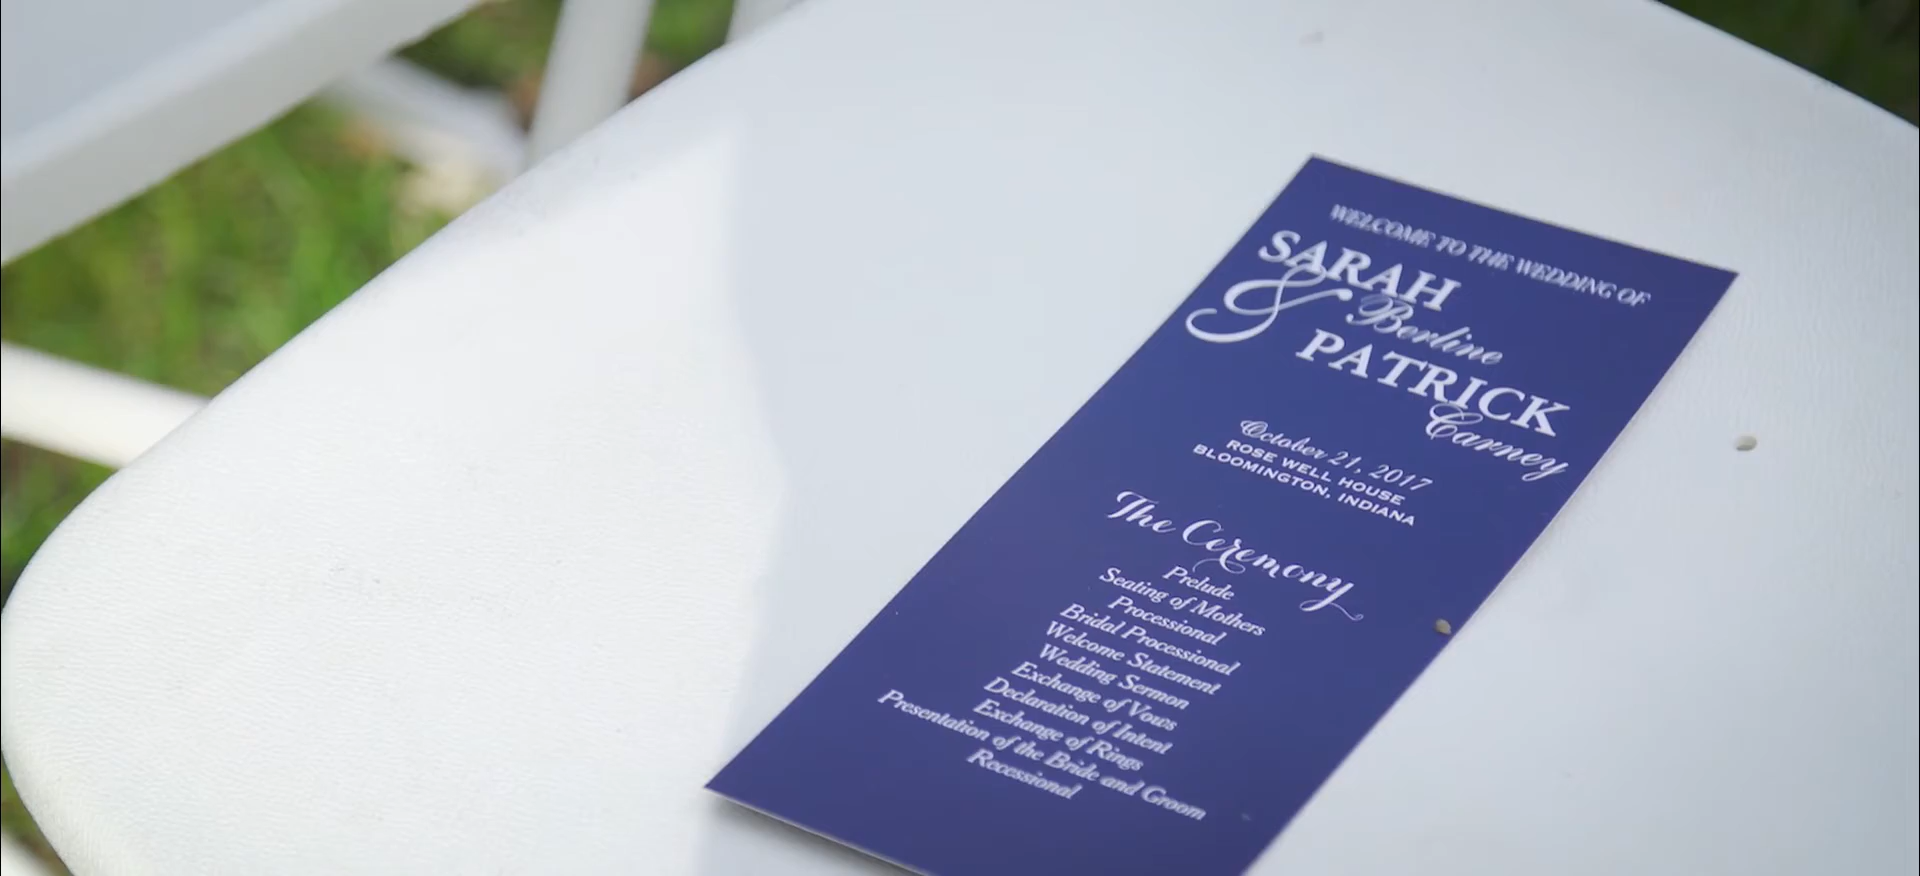 WELCOME TO THE WEDDING OF
SARAH
Berline
&
PATRICK
Carney
October 21, 2017
ROSE WELL HOUSE
BLOOMINGTON, INDIANA
The Ceremony
Prelude
Seating of Mothers
Processional
Bridal Processional
Welcome Statement
Wedding Sermon
Exchange of Vows
Declaration of Intent
Exchange of Rings
Presentation of the Bride and Groom
Recessional